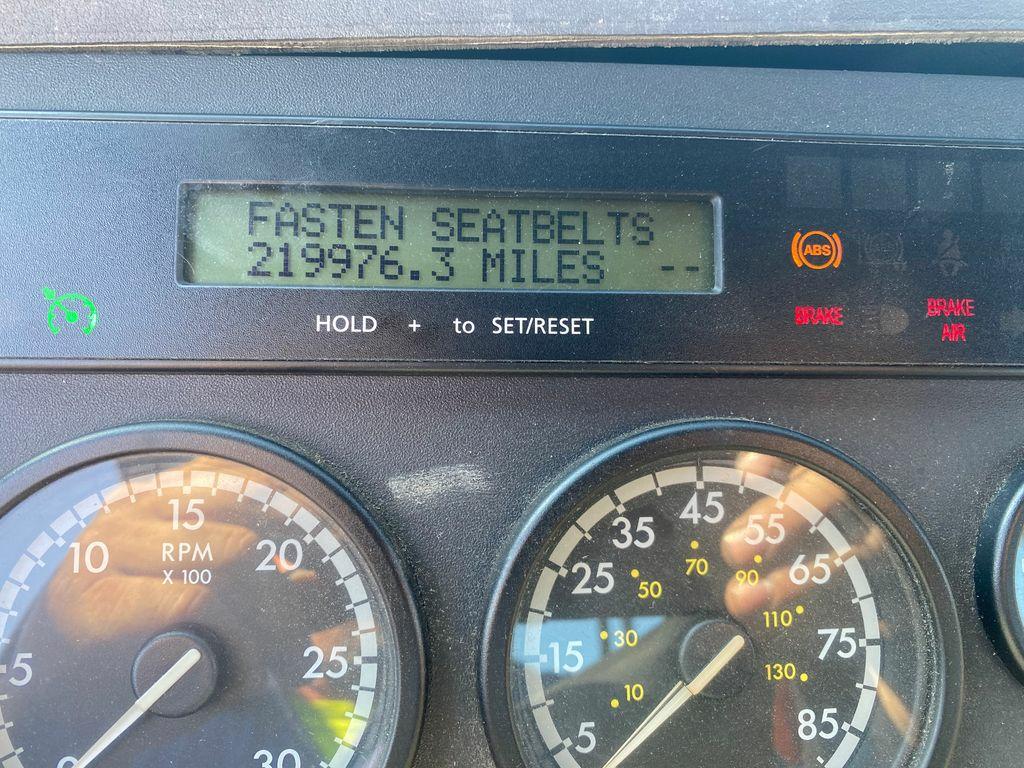 FASTEN SEATBELTS
219976.3 MILES --
HOLD + to SET/RESET
ABS
BRAKE
BRAKE
AIR
5
10
15
20
25
30
0
RPM
X 100
5
15
25
35
45
55
65
75
85
10
30
50
70
90
110
130